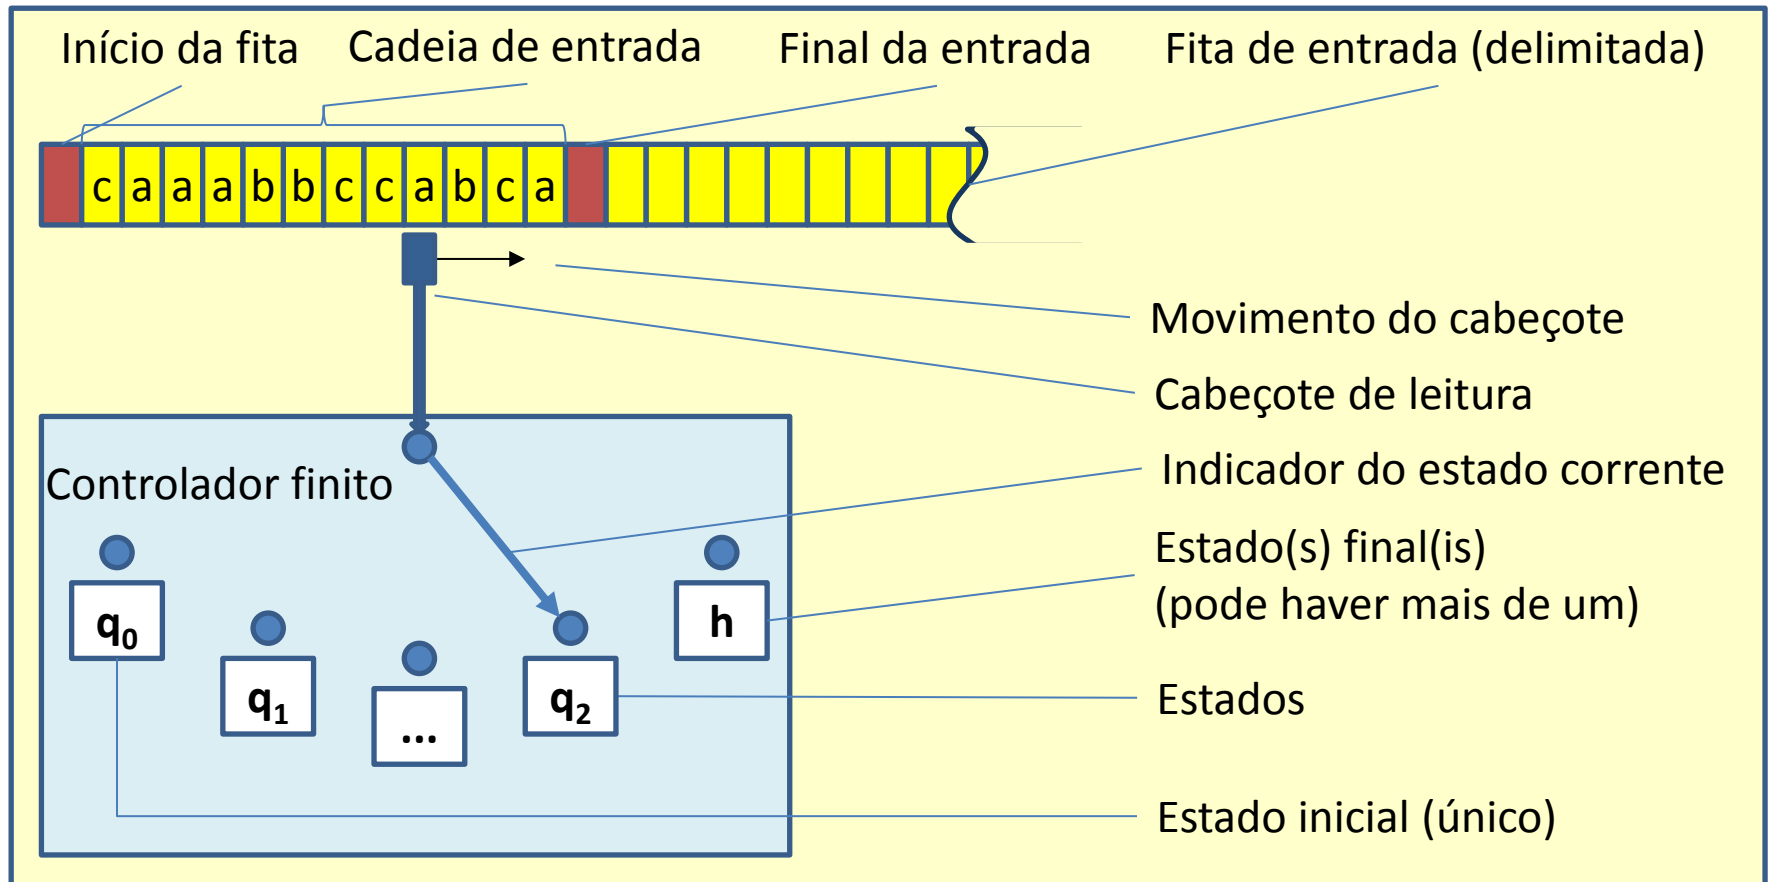 Início da fita
Cadeia de entrada
Final da entrada
Fita de entrada (delimitada)
c a a a b b c c a b c a
Movimento do cabeçote
Cabeçote de leitura
Indicador do estado corrente
Controlador finito
Estado(s) final(is)
(pode haver mais de um)
q₀
h
q₁
...
q₂
Estados
Estado inicial (único)